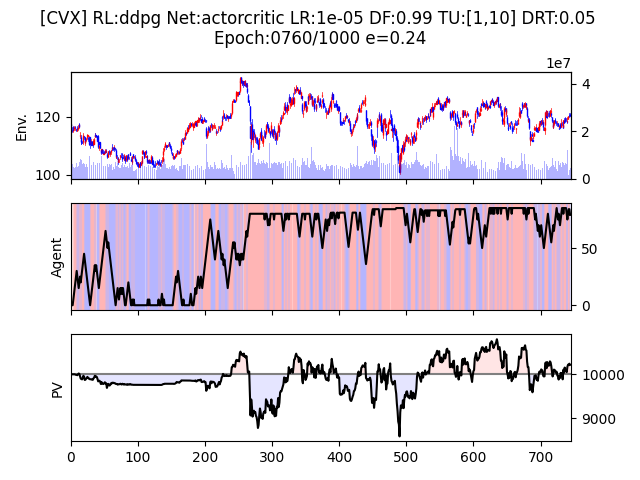 [CVX] RL:ddpg Net:actorcritic LR:1e-05 DF:0.99 TU:[1,10] DRT:0.05
Epoch:0760/1000 e=0.24
1e7
Env.
120
100
4
2
0
Agent
50
0
PV
10000
9000
0 100 200 300 400 500 600 700